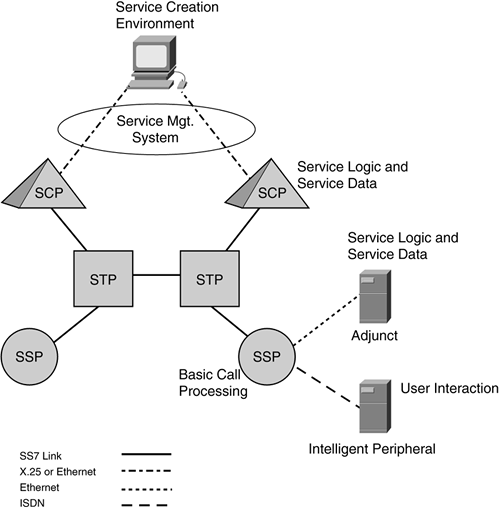 Service Creation
Environment
Service Mgt.
System
SCP
SCP
Service Logic and
Service Data
STP
STP
Service Logic and
Service Data
Adjunct
SSP
SSP
Basic Call
Processing
User Interaction
Intelligent Peripheral
SS7 Link
X.25 or Ethernet
Ethernet
ISDN